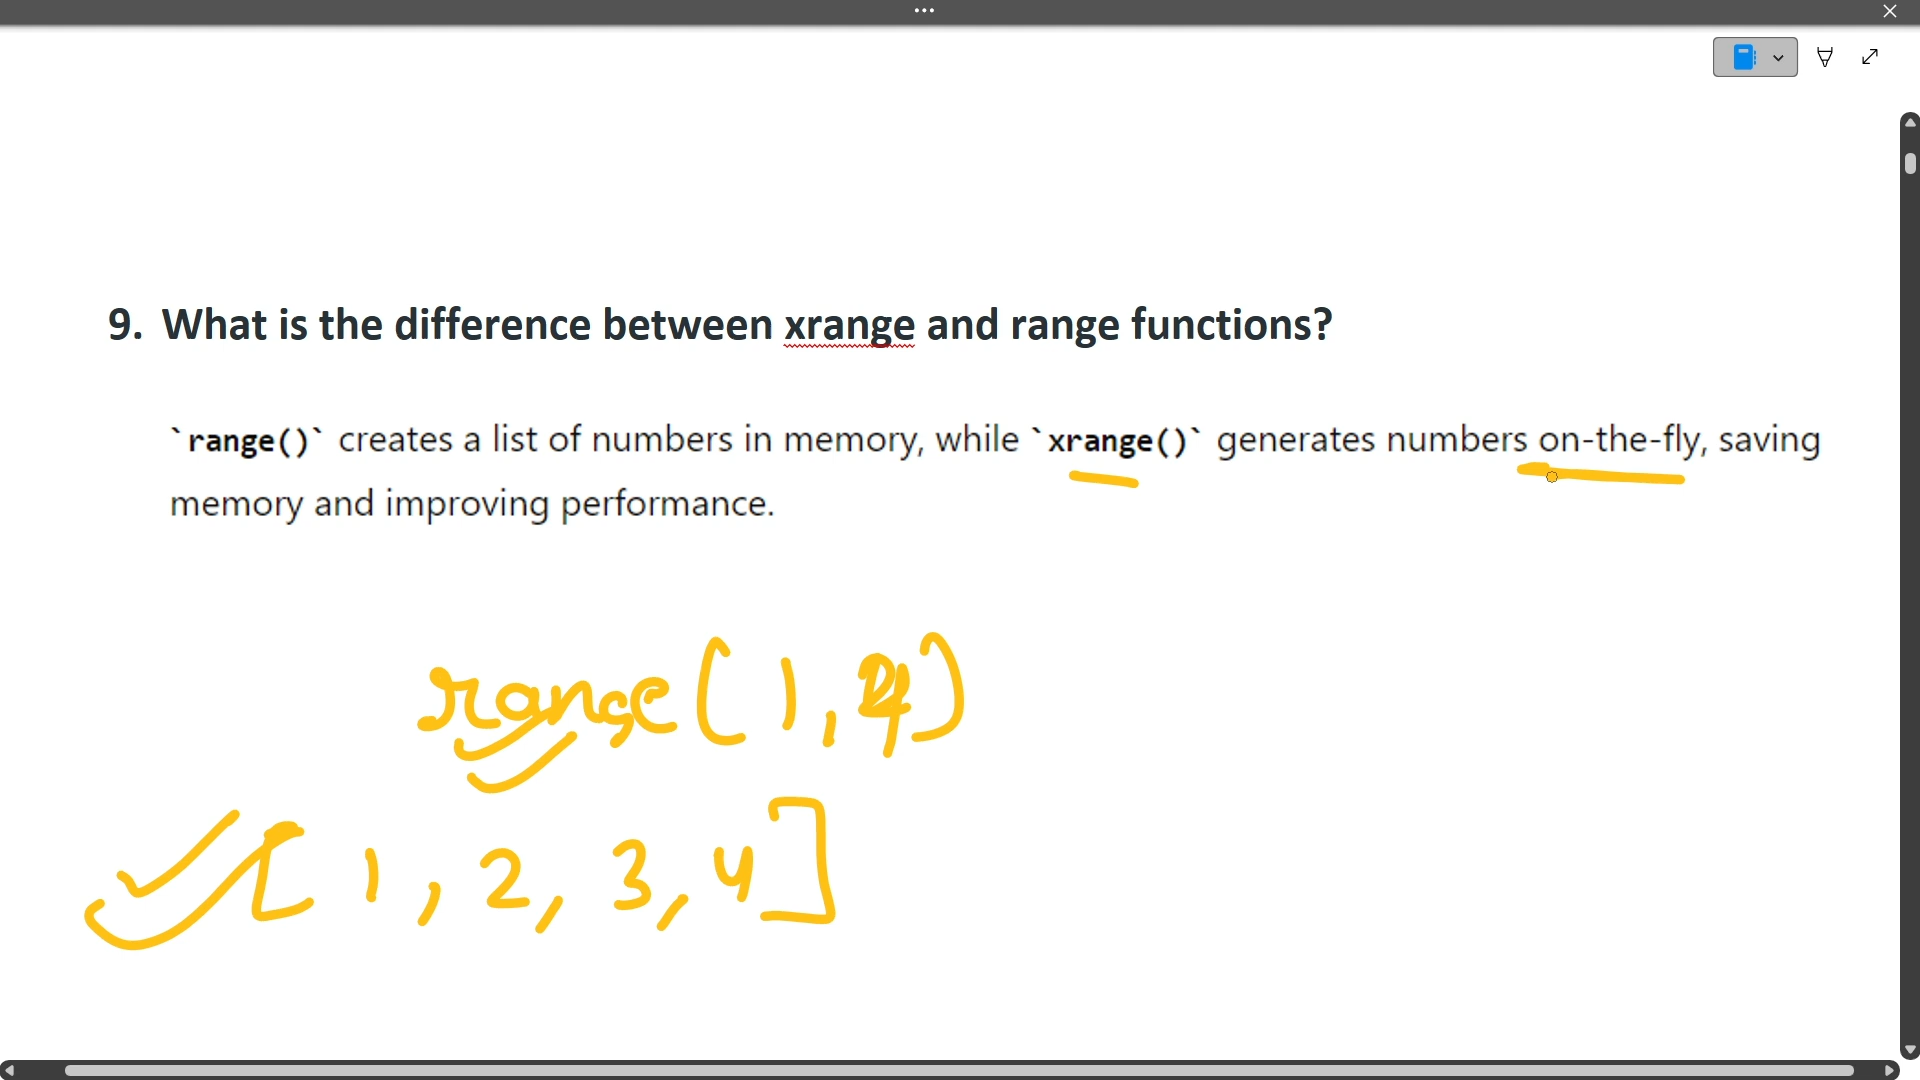 9. What is the difference between xrange and range functions?
`range()` creates a list of numbers in memory, while `xrange()` generates numbers on-the-fly, saving
memory and improving performance.
range(1,4)
[1,2,3,4]